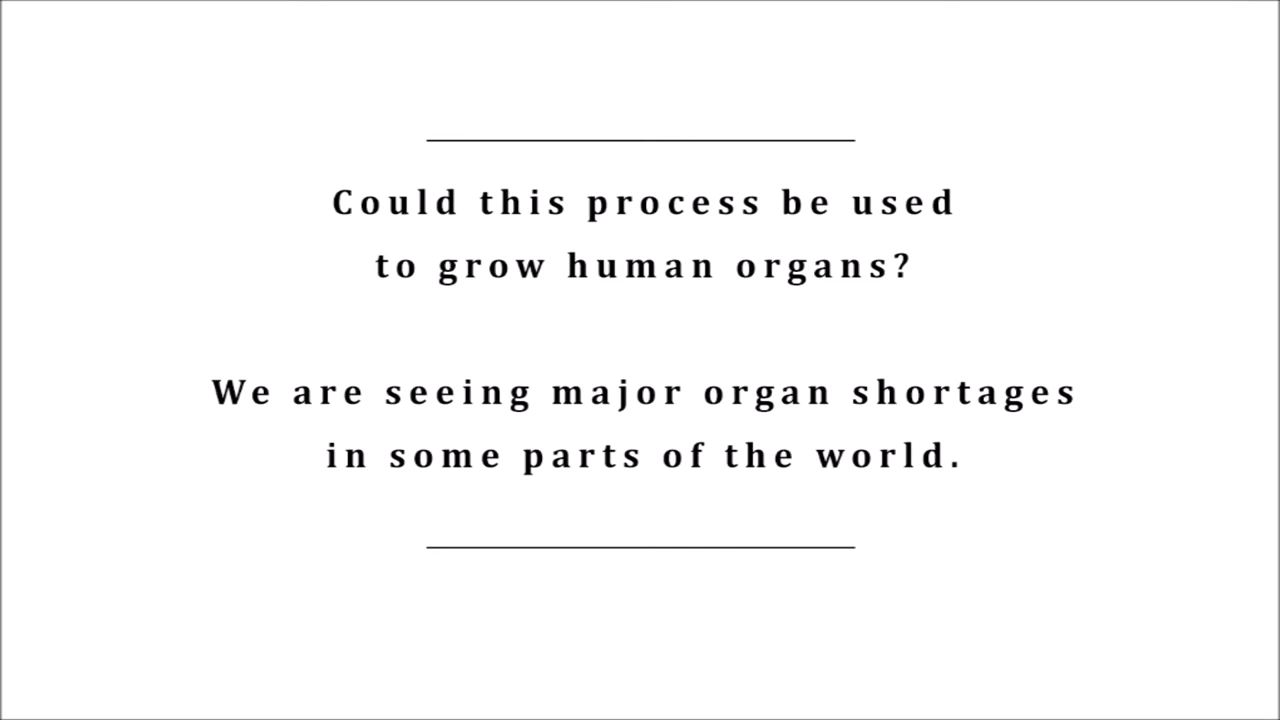 Could this process be used
to grow human organs?
We are seeing major organ shortages
in some parts of the world.